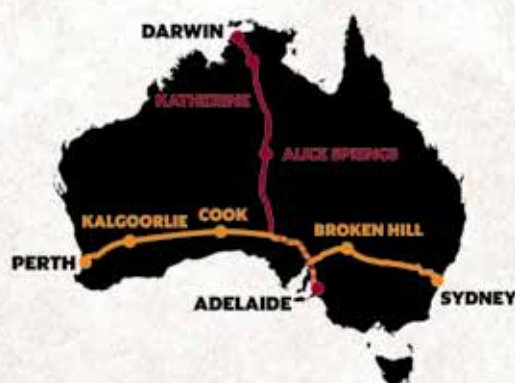 DARWIN
KATHERINE
ALICE SPRINGS
COOK
KALGOORLIE
BROKEN HILL
PERTH
ADELAIDE
SYDNEY